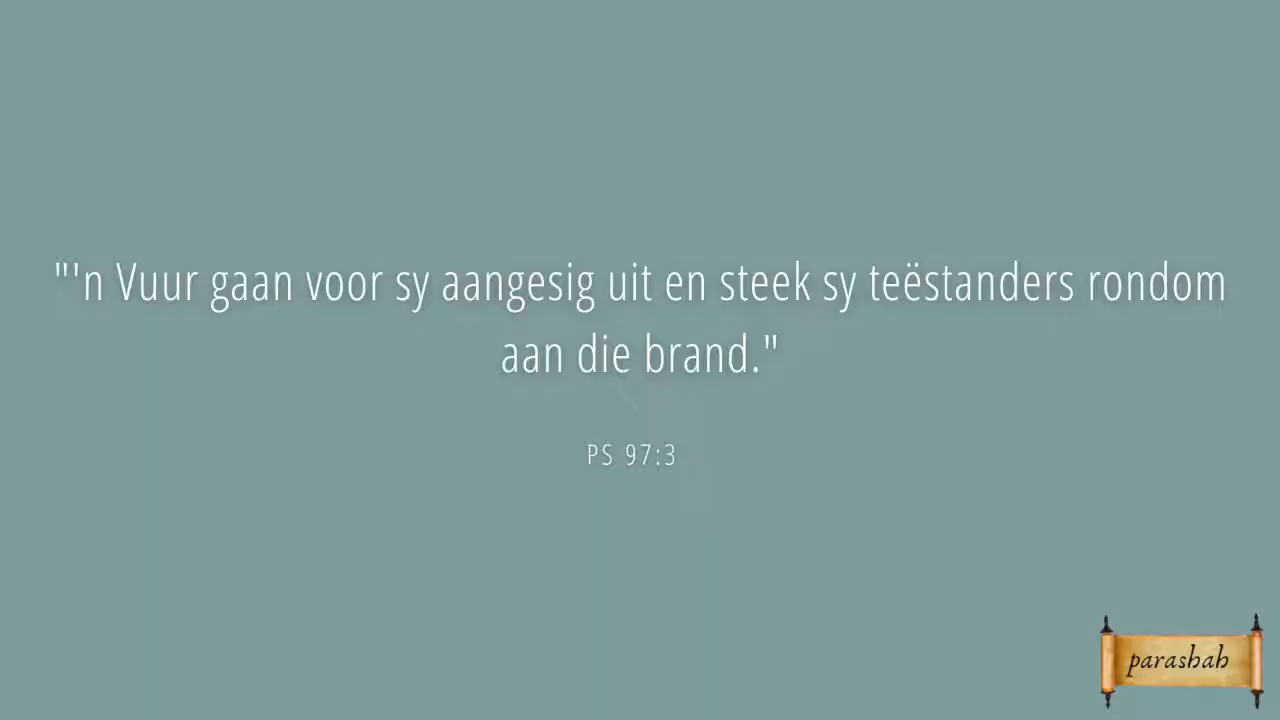 "'n Vuur gaan voor sy aangesig uit en steek sy teëstanders rondom
aan die brand."
PS 97:3
parashah